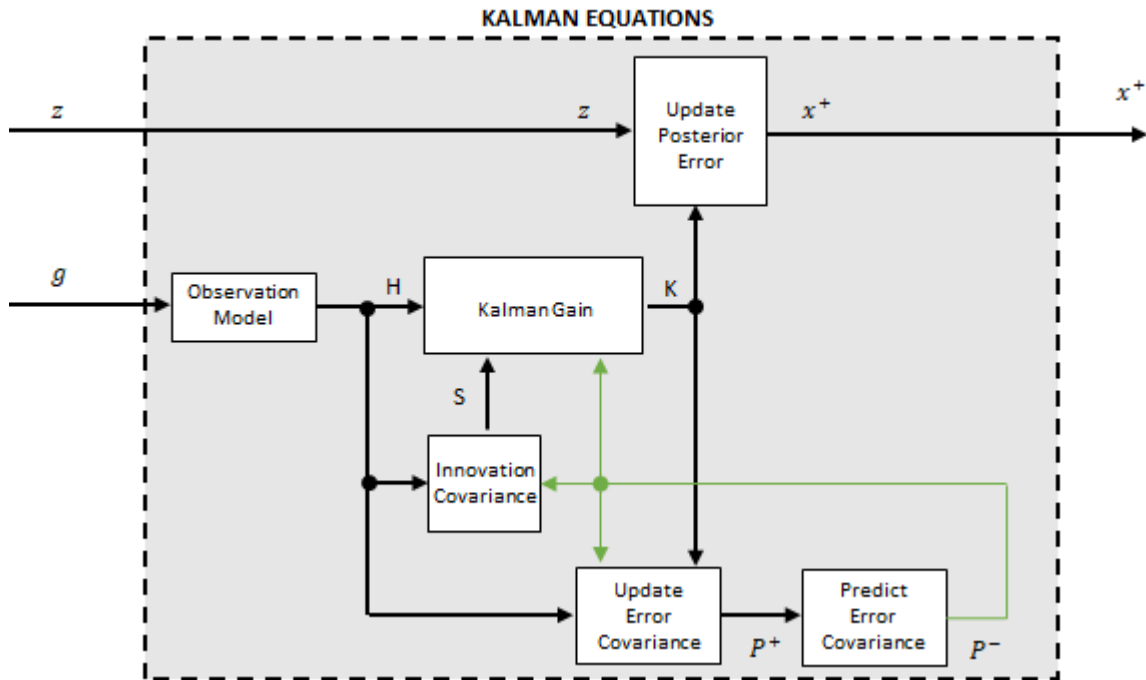 KALMAN EQUATIONS
z
z
Update
Posterior
Error
x⁺
x⁺
g
Observation
Model
H
Kalman Gain
K
S
Innovation
Covariance
Update
Error
Covariance
P⁺
Predict
Error
Covariance
P⁻